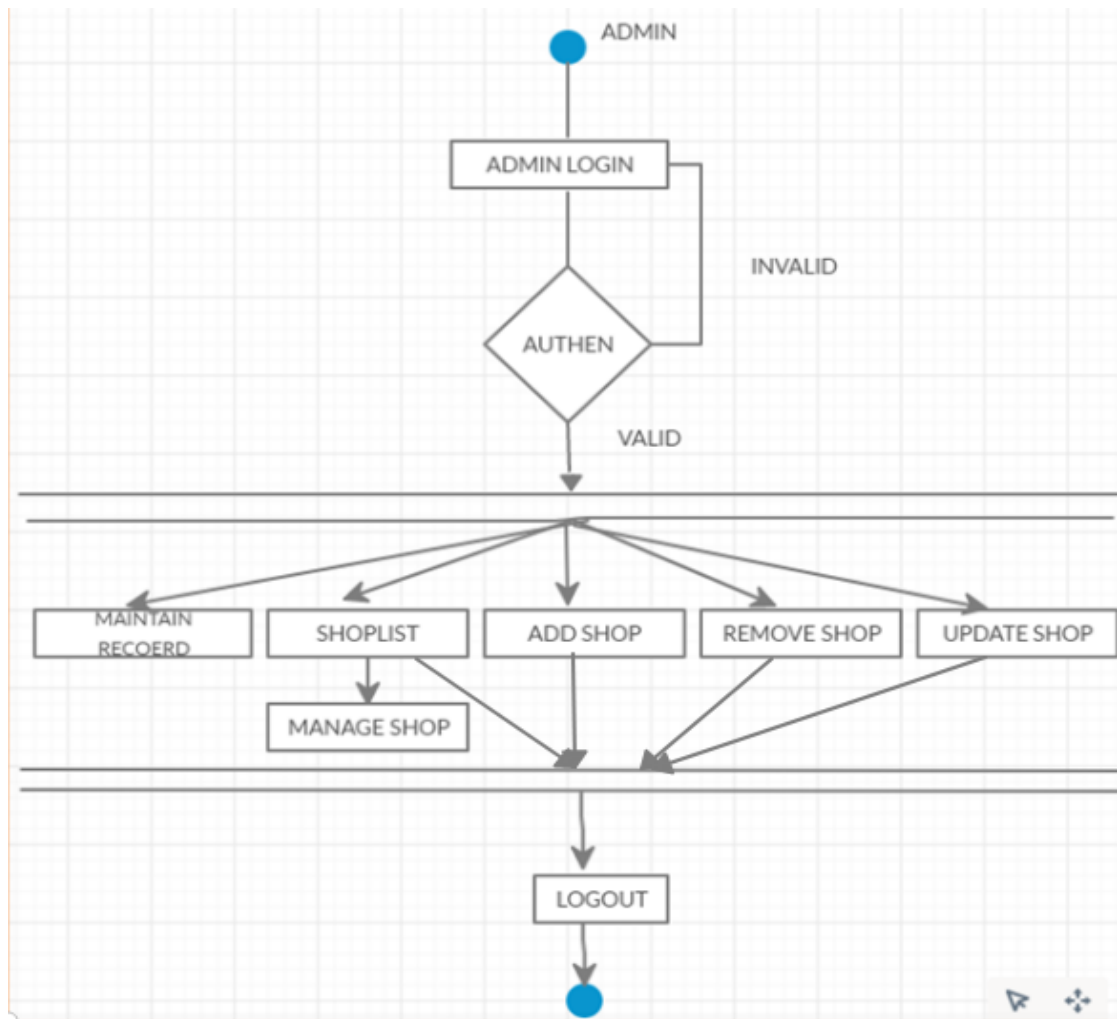 ADMIN
ADMIN LOGIN
INVALID
AUTHEN
VALID
MAINTAIN
RECOERD
SHOPLIST
ADD SHOP
REMOVE SHOP
UPDATE SHOP
MANAGE SHOP
LOGOUT